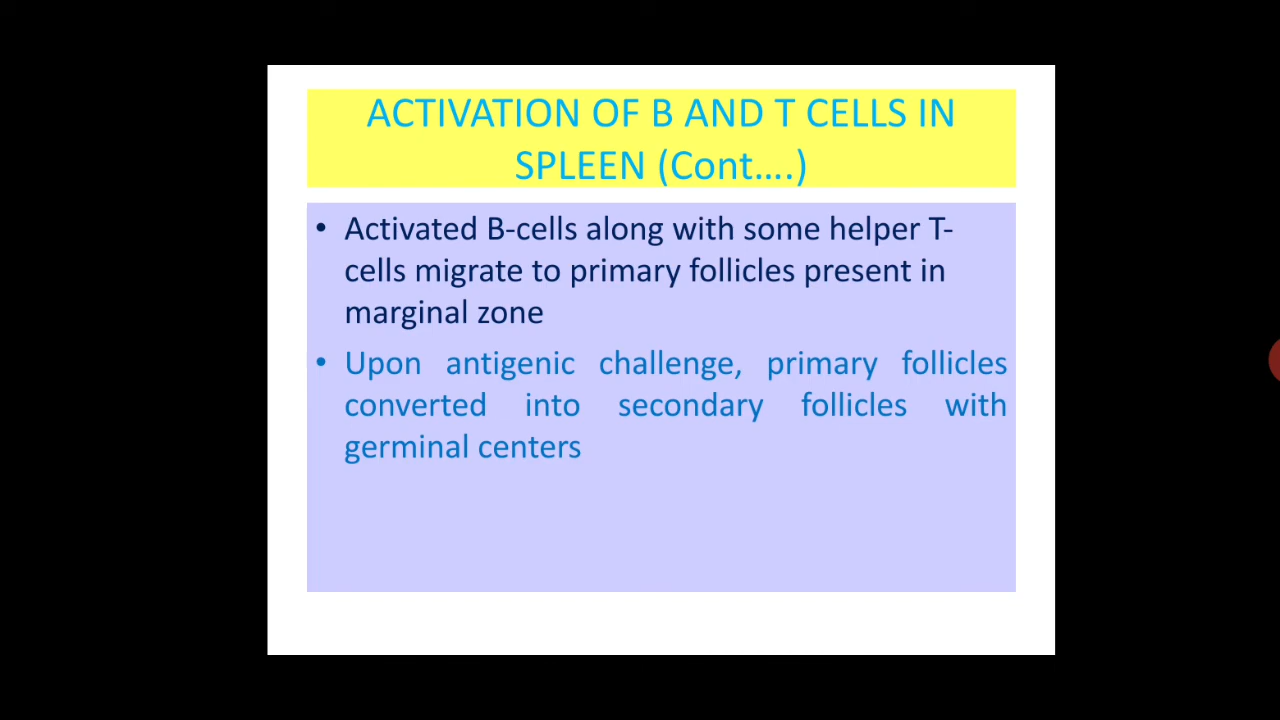 ACTIVATION OF B AND T CELLS IN
SPLEEN (Cont....)
• Activated B-cells along with some helper T-
cells migrate to primary follicles present in
marginal zone
• Upon antigenic challenge, primary follicles
converted into secondary follicles with
germinal centers